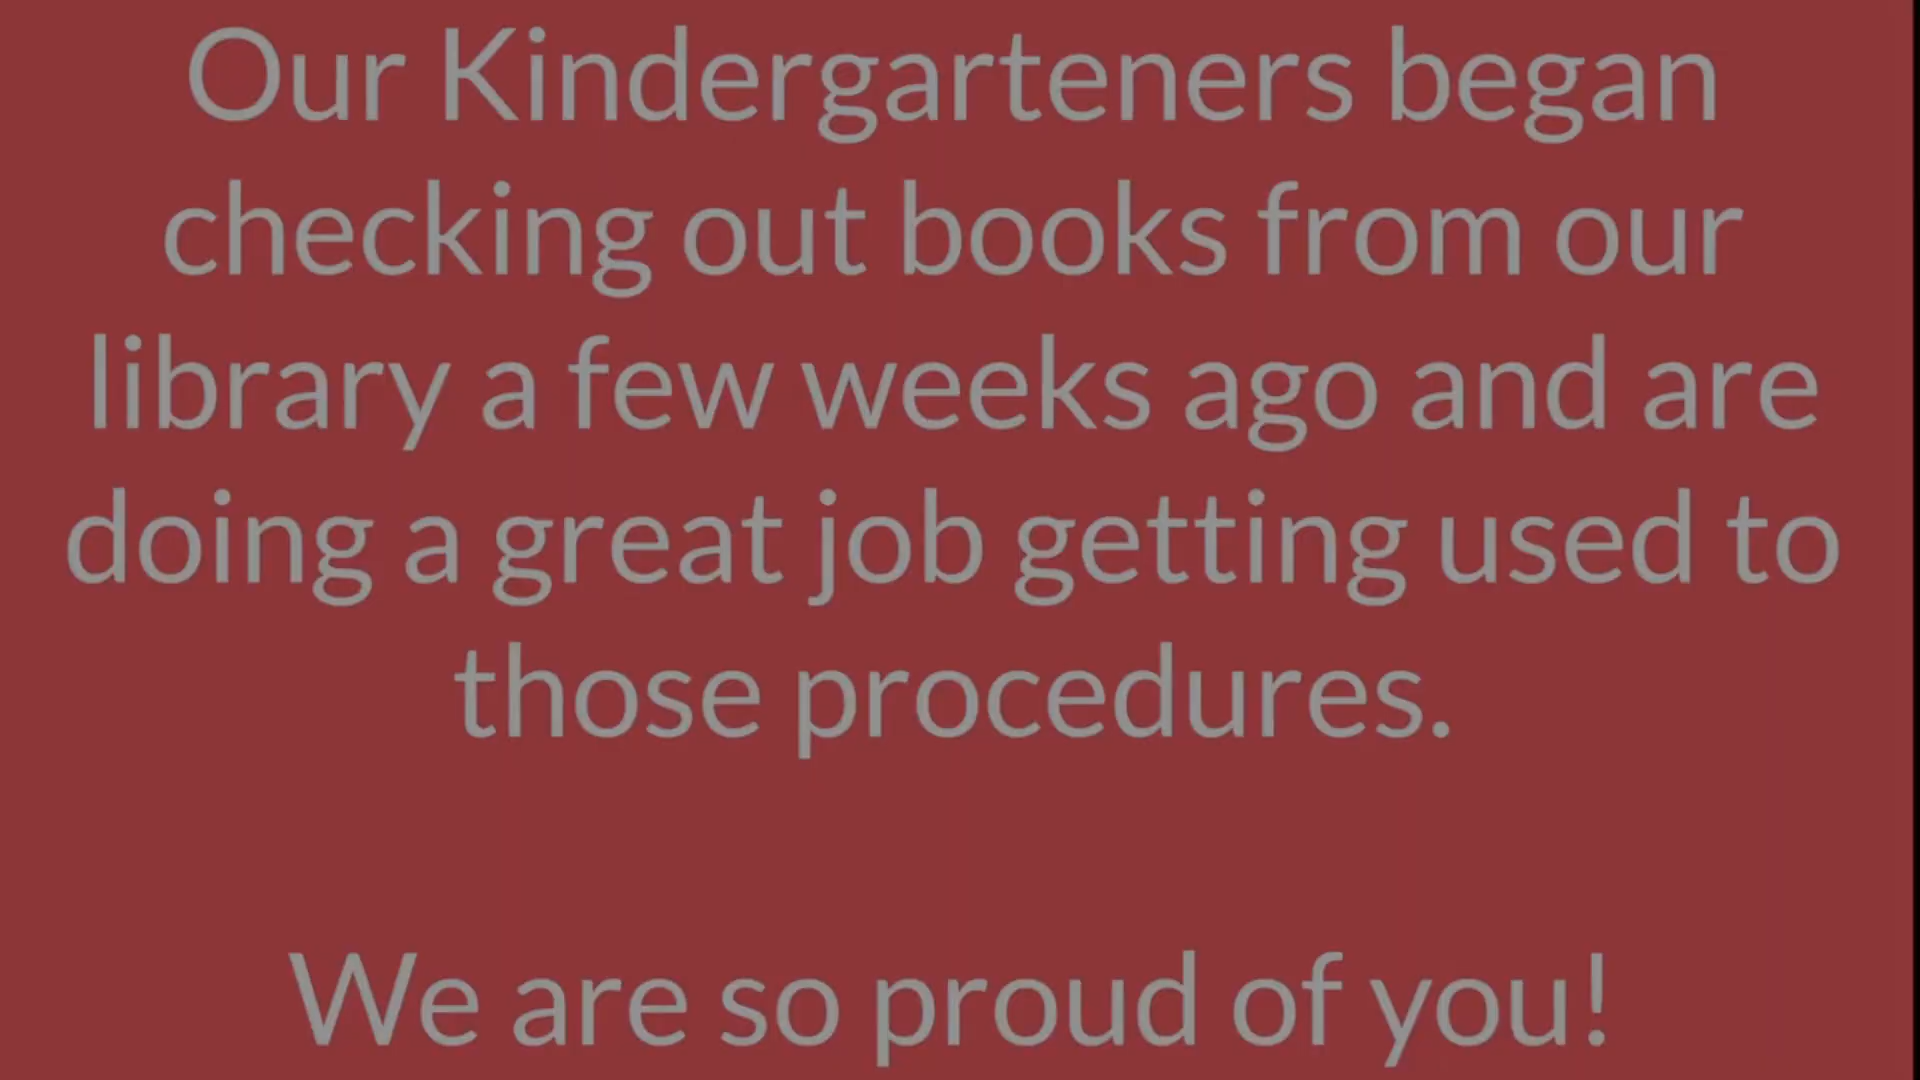 Our Kindergarteners began
checking out books from our
library a few weeks ago and are
doing a great job getting used to
those procedures.
We are so proud of you!